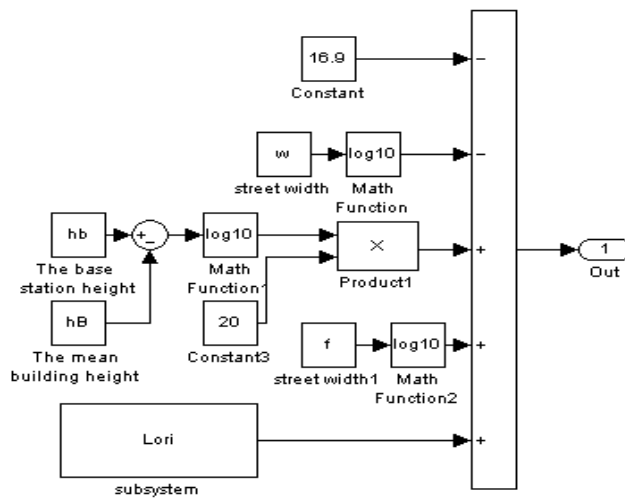 16.9
Constant
−
w
street width
log10
Math
Function
−
hb
The base
station height
+
−
log10
Math
Function1
×
Product1
+
1
Out
hB
The mean
building height
20
Constant3
f
street width1
log10
Math
Function2
+
Lori
subsystem
+